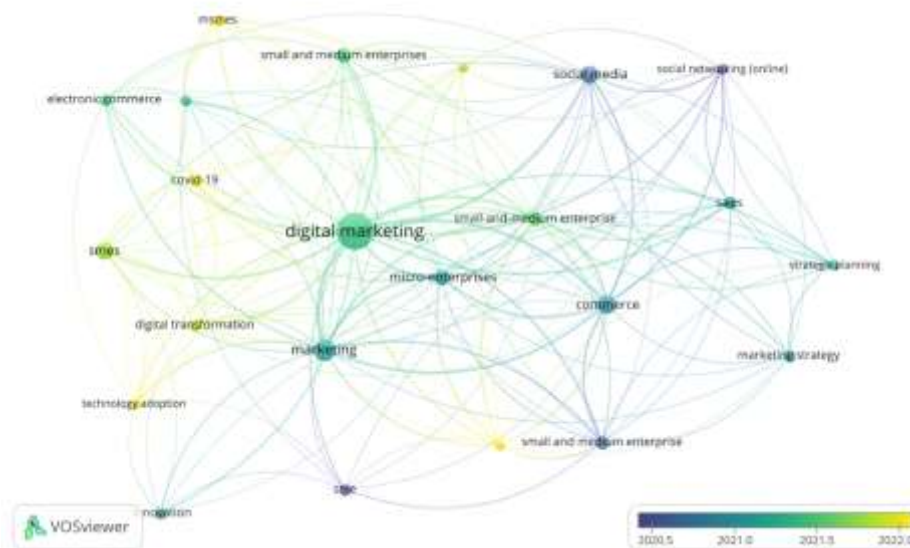 msmes
small and medium enterprises
social media
social networking (online)
electronic commerce
covid-19
sales
digital marketing
small-and-medium enterprise
smes
micro-enterprises
strategic planning
commerce
digital transformation
marketing
marketing strategy
technology adoption
small and medium enterprise
sme
VOSviewer
2020.5
2021.0
2021.5
2022.0